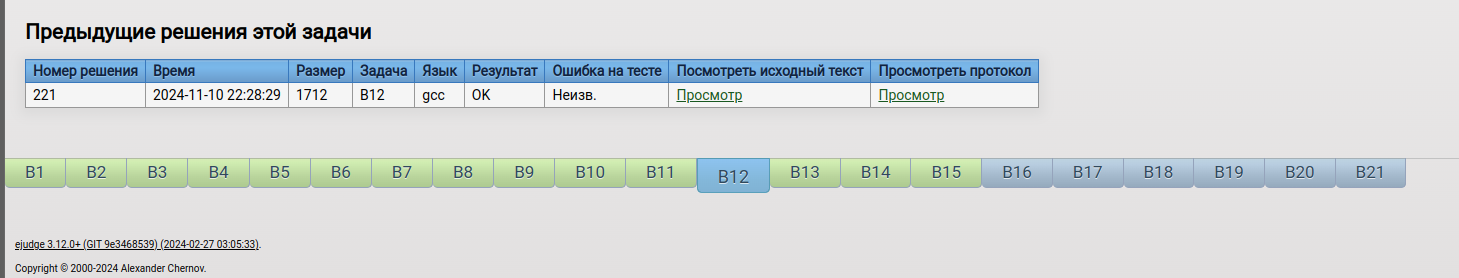 Предыдущие решения этой задачи
Номер решения Время Размер Задача Язык Результат Ошибка на тесте Посмотреть исходный текст Просмотреть протокол
221 2024-11-10 22:28:29 1712 B12 gcc OK Неизв. Просмотр Просмотр
B1 B2 B3 B4 B5 B6 B7 B8 B9 B10 B11 B12 B13 B14 B15 B16 B17 B18 B19 B20 B21
ejudge 3.12.0+ (GIT 9e3468539) (2024-02-27 03:05:33).
Copyright © 2000-2024 Alexander Chernov.